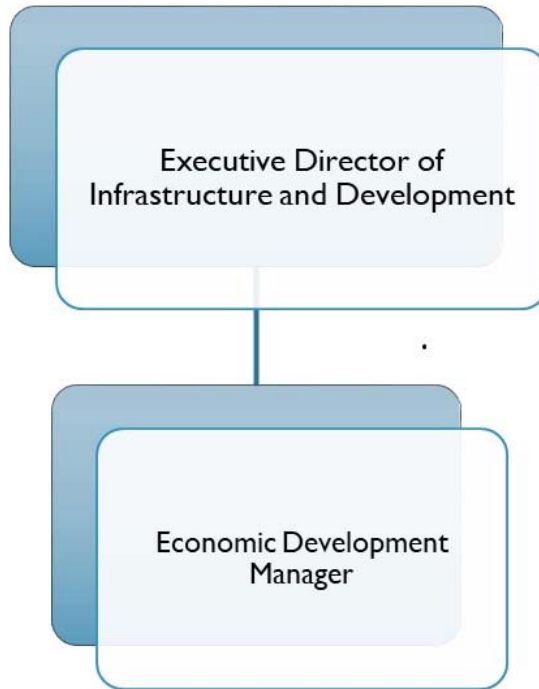 Executive Director of
Infrastructure and Development
.
Economic Development
Manager